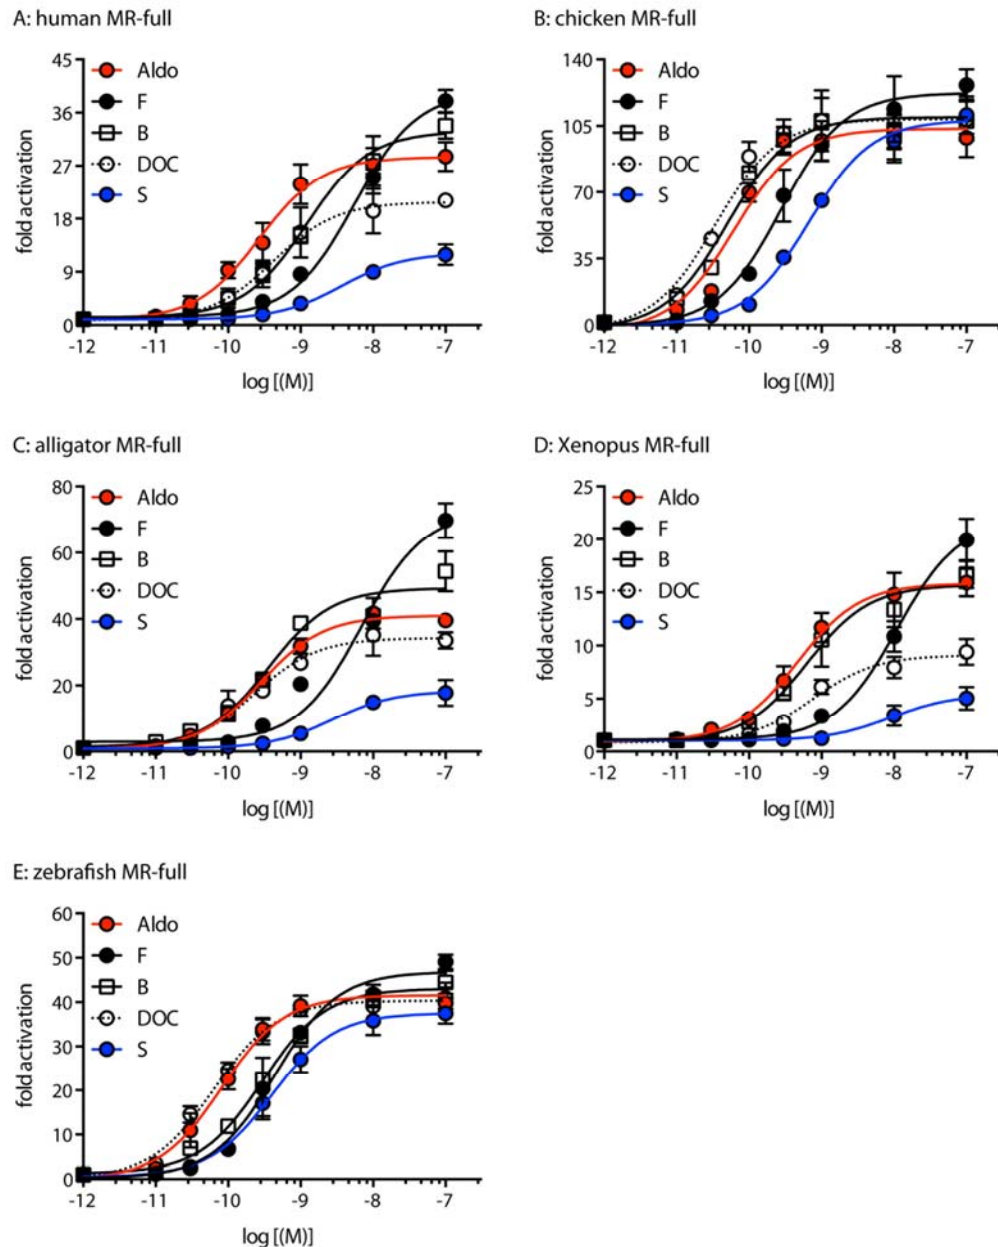 A: human MR-full
45
36
27
18
9
0
fold activation
Aldo
F
B
DOC
S
-12 -11 -10 -9 -8 -7
log [(M)]
B: chicken MR-full
140
105
70
35
0
fold activation
Aldo
F
B
DOC
S
-12 -11 -10 -9 -8 -7
log [(M)]
C: alligator MR-full
80
60
40
20
0
fold activation
Aldo
F
B
DOC
S
-12 -11 -10 -9 -8 -7
log [(M)]
D: Xenopus MR-full
25
20
15
10
5
0
fold activation
Aldo
F
B
DOC
S
-12 -11 -10 -9 -8 -7
log [(M)]
E: zebrafish MR-full
60
50
40
30
20
10
0
fold activation
Aldo
F
B
DOC
S
-12 -11 -10 -9 -8 -7
log [(M)]